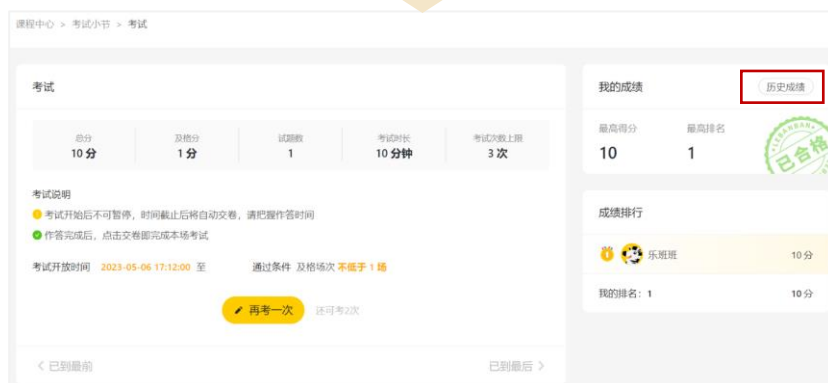 课程中心 > 考试小节 > 考试
考试
总分 及格分 试题数 考试时长 考试次数上限
10 分 1 分 1 10 分钟 3 次
考试说明
考试开始后不可暂停，时间截止后将自动交卷，请把握作答时间
作答完成后，点击交卷即完成本场考试
考试开放时间 2023-05-06 17:12:00 至 通过条件 及格场次 不低于 1 场
再考一次 还可考2次
< 已到最前 已到最后 >
我的成绩 历史成绩
最高得分 最高排名
10 1
已合格
成绩排行
1 乐班班 10 分
我的排名：1 10 分